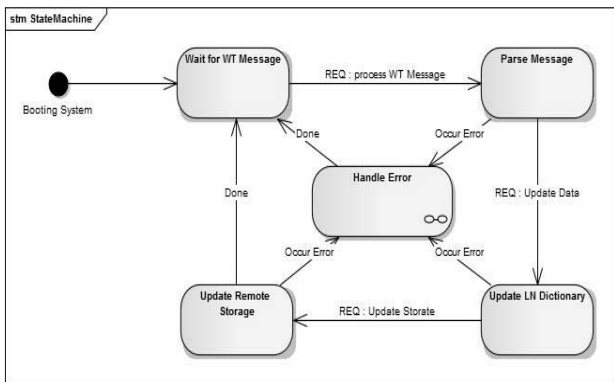 stm StateMachine
Wait for WT Message
Parse Message
REQ : process WT Message
Booting System
Done
Occur Error
Handle Error
Done
REQ : Update Data
Occur Error
Occur Error
Update Remote
Storage
REQ : Update Storate
Update LN Dictionary